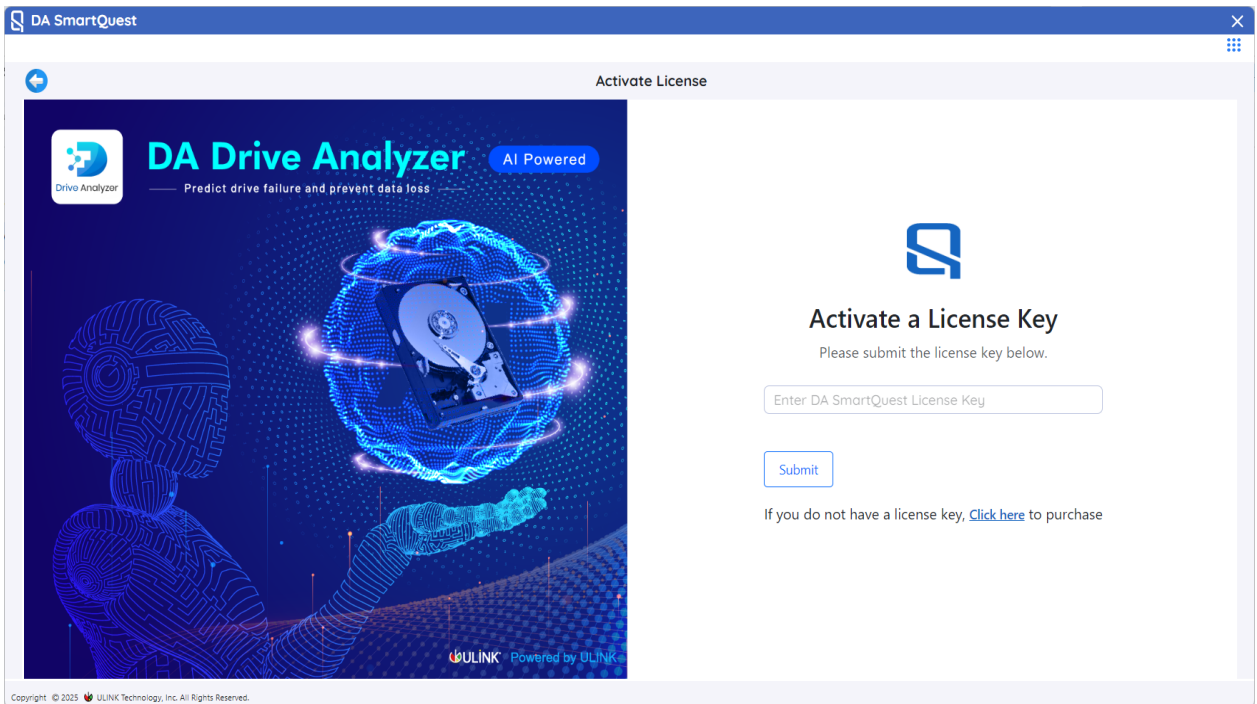 DA SmartQuest
Activate License
DA Drive Analyzer
AI Powered
Drive Analyzer
Predict drive failure and prevent data loss
Activate a License Key
Please submit the license key below.
Enter DA SmartQuest License Key
Submit
If you do not have a license key, Click here to purchase
ULINK Powered by ULINK
Copyright © 2025 ULINK Technology, Inc. All Rights Reserved.